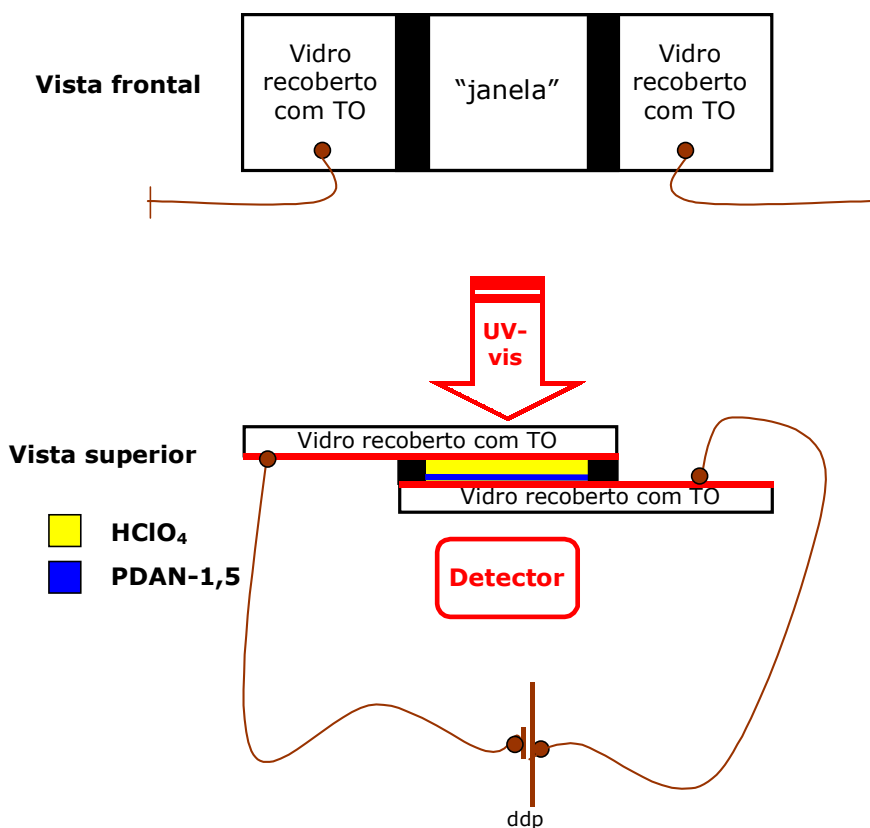 Vista frontal
Vidro
recoberto
com TO
“janela”
Vidro
recoberto
com TO
UV-
vis
Vista superior
Vidro recoberto com TO
Vidro recoberto com TO
HClO₄
PDAN-1,5
Detector
ddp